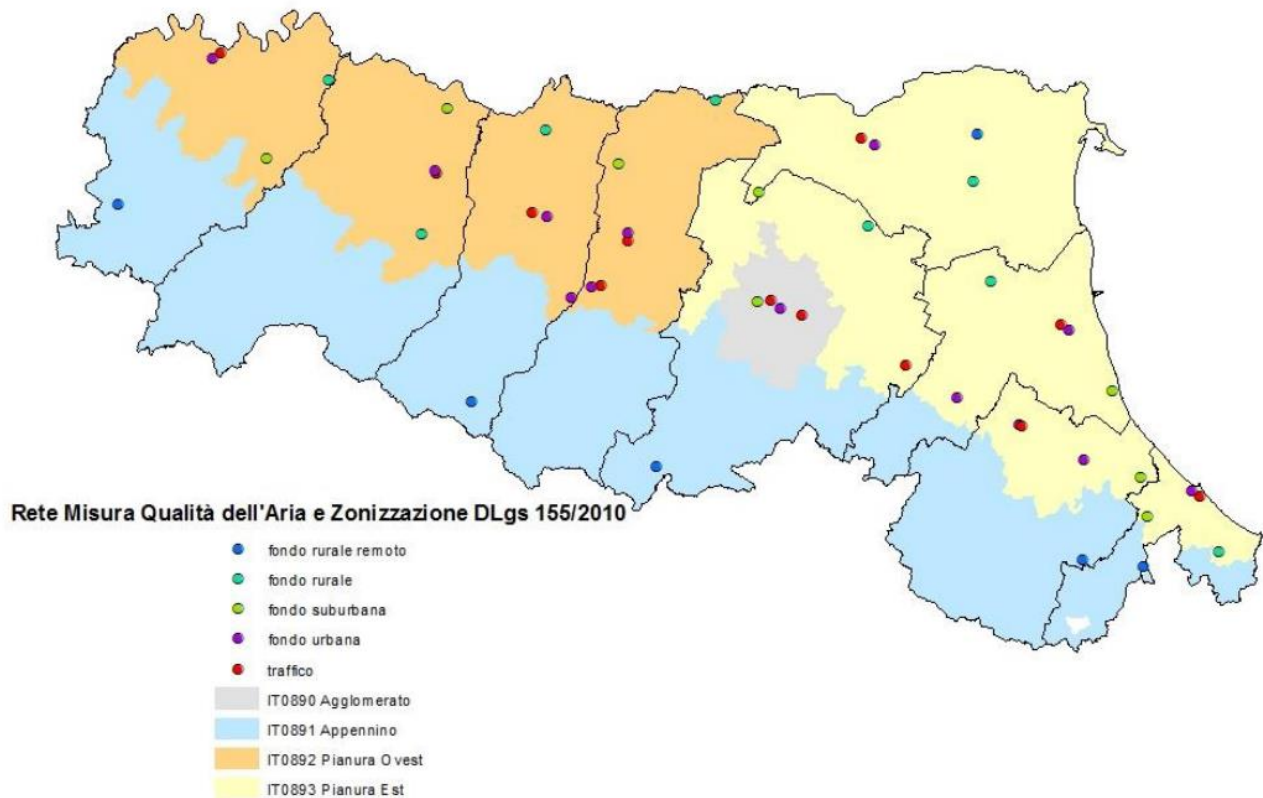 Rete Misura Qualità dell'Aria e Zonizzazione DLgs 155/2010
fondo rurale remoto
fondo rurale
fondo suburbana
fondo urbana
traffico
IT0890 Agglomerato
IT0891 Appennino
IT0892 Pianura Ovest
IT0893 Pianura Est